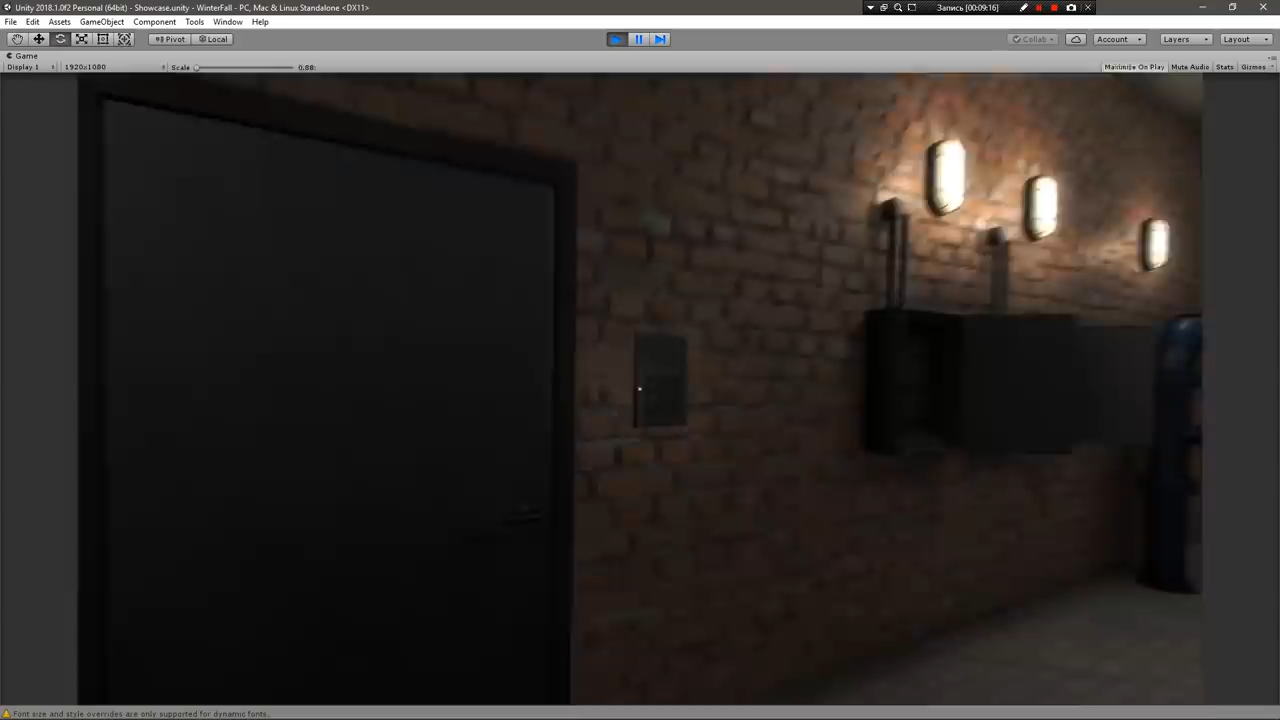 Unity 2018.1.0f2 Personal (64bit) - Showcase.unity - WinterFall - PC, Mac & Linux Standalone <DX11>
Запись [00:09:16]
File Edit Assets GameObject Component Tools Window Help
Pivot Local Collab Account Layers Layout
Game
Display 1 1920x1080 Scale 0.88: Maximize On Play Mute Audio Stats Gizmos
Font size and style overrides are only supported for dynamic fonts.